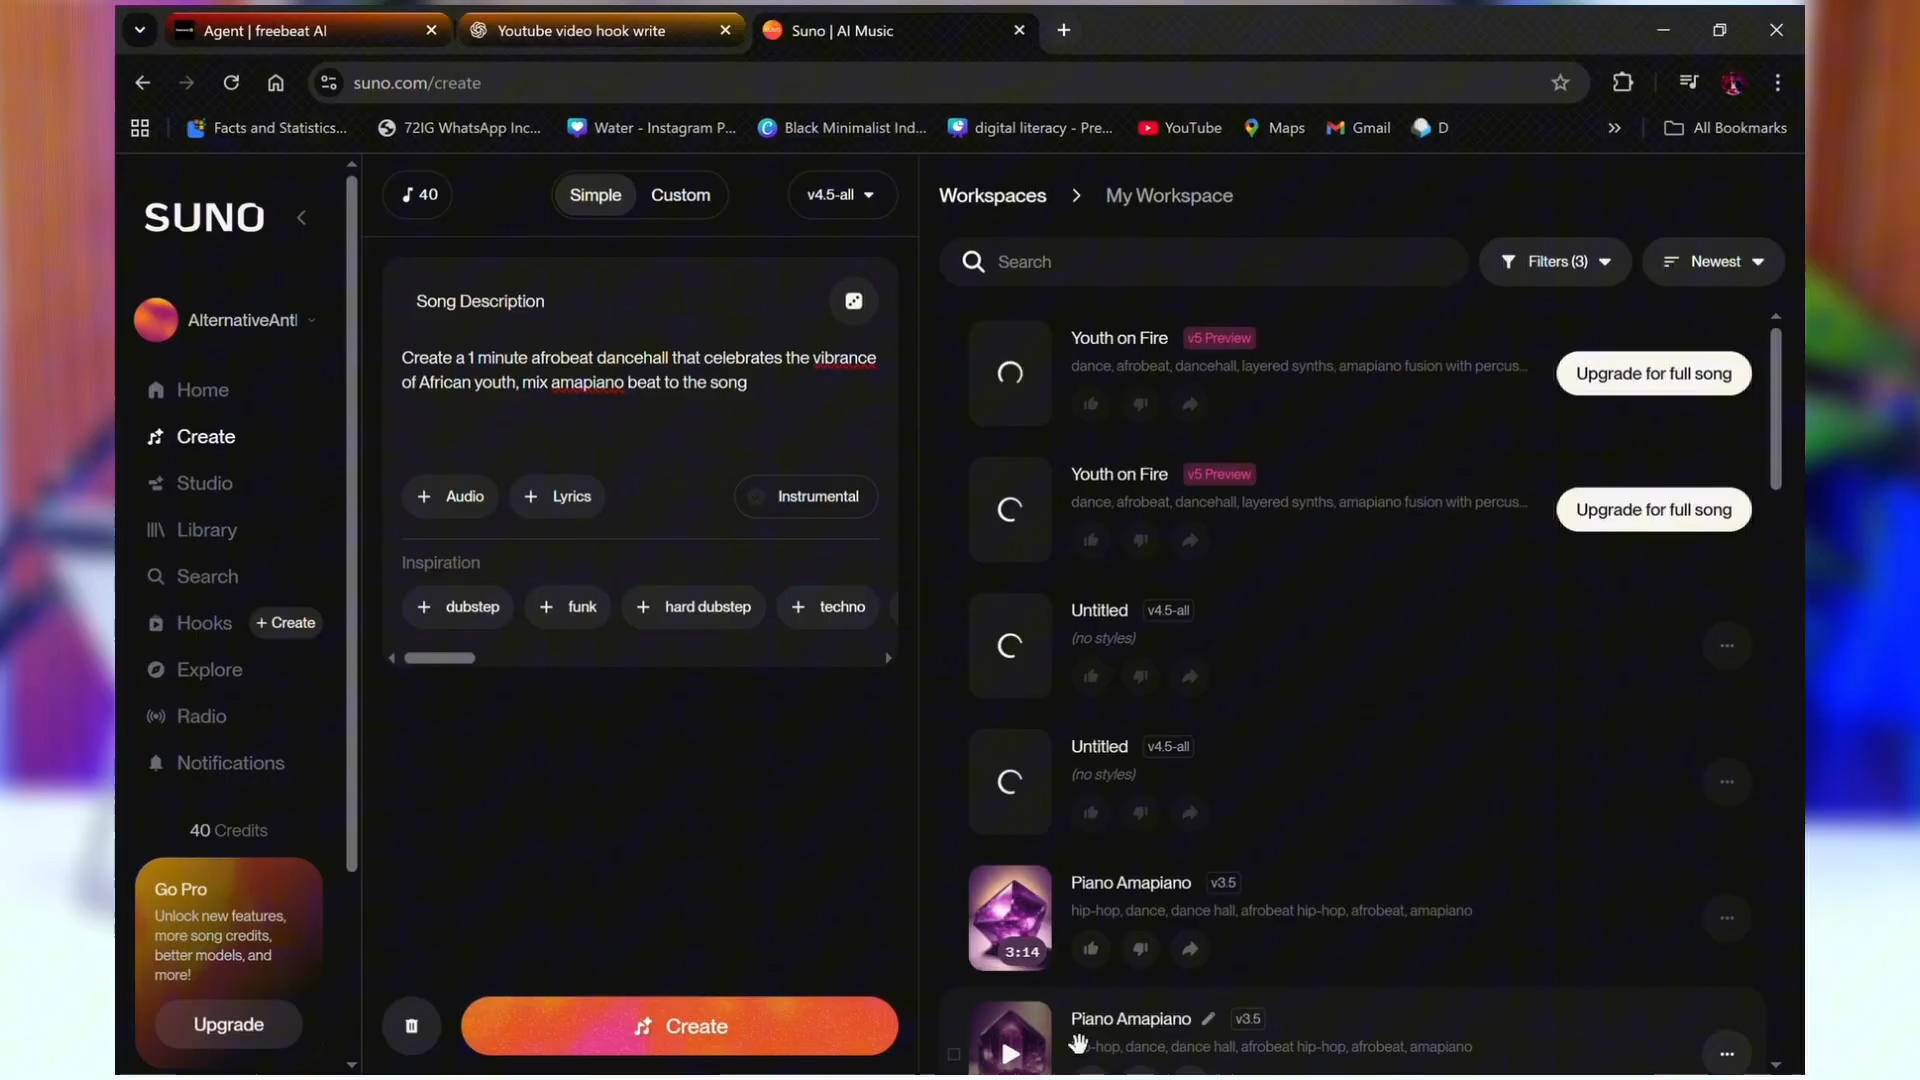 Agent | freebeat AI
Youtube video hook write
Suno | AI Music
suno.com/create
Facts and Statistics...
72IG WhatsApp Inc...
Water - Instagram P...
Black Minimalist Ind...
digital literacy - Pre...
YouTube
Maps
Gmail
D
All Bookmarks
SUNO
AlternativeAntl
Home
Create
Studio
Library
Search
Hooks
+ Create
Explore
Radio
Notifications
40 Credits
Go Pro
Unlock new features,
more song credits,
better models, and
more!
Upgrade
40
Simple
Custom
v4.5-all
Song Description
Create a 1 minute afrobeat dancehall that celebrates the vibrance
of African youth, mix amapiano beat to the song
+ Audio
+ Lyrics
Instrumental
Inspiration
+ dubstep
+ funk
+ hard dubstep
+ techno
Create
Workspaces > My Workspace
Search
Filters (3)
Newest
Youth on Fire v5 Preview
dance, afrobeat, dancehall, layered synths, amapiano fusion with percus...
Upgrade for full song
Youth on Fire v5 Preview
dance, afrobeat, dancehall, layered synths, amapiano fusion with percus...
Upgrade for full song
Untitled v4.5-all
(no styles)
Untitled v4.5-all
(no styles)
Piano Amapiano v3.5
hip-hop, dance, dance hall, afrobeat hip-hop, afrobeat, amapiano
3:14
Piano Amapiano v3.5
-hop, dance, dance hall, afrobeat hip-hop, afrobeat, amapiano